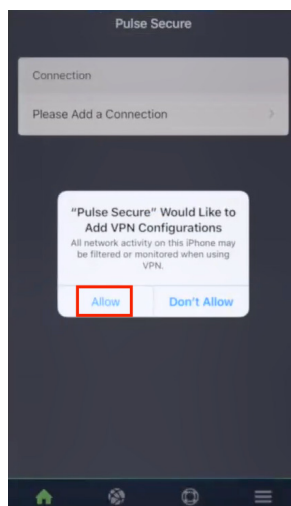 Pulse Secure
Connection
Please Add a Connection
“Pulse Secure” Would Like to
Add VPN Configurations
All network activity on this iPhone may
be filtered or monitored when using
VPN.
Allow
Don’t Allow